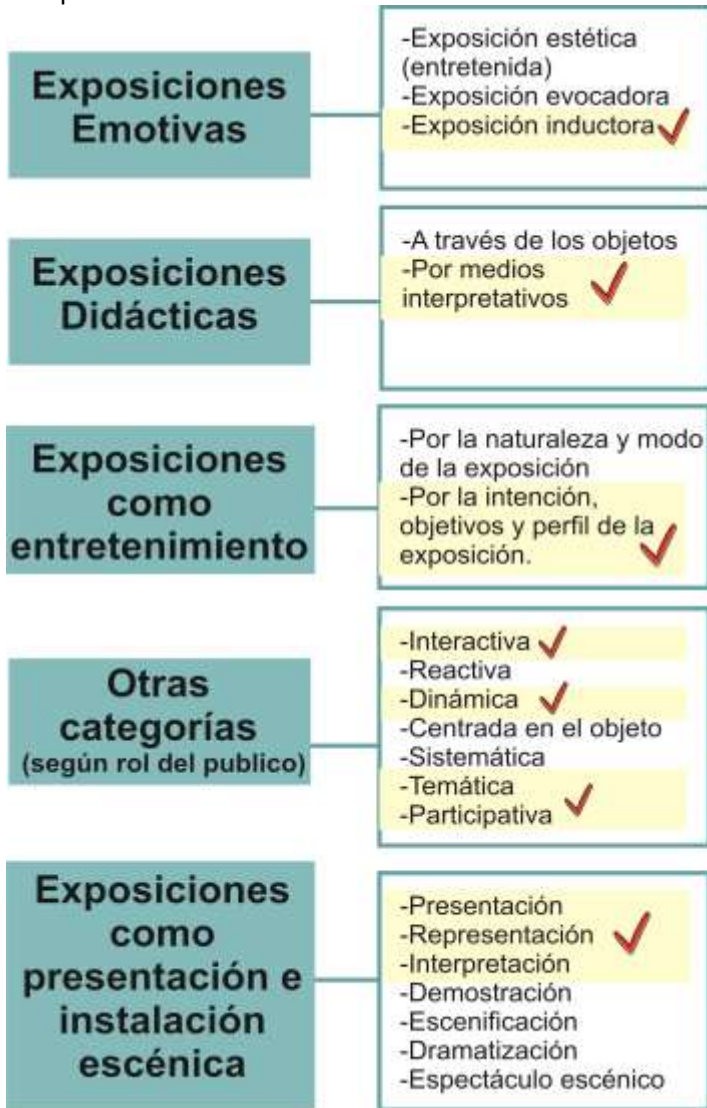 Exposiciones
Emotivas
-Exposición estética
(entretenida)
-Exposición evocadora
-Exposición inductora
Exposiciones
Didácticas
-A través de los objetos
-Por medios
interpretativos
Exposiciones
como
entretenimiento
-Por la naturaleza y modo
de la exposición
-Por la intención,
objetivos y perfil de la
exposición.
Otras
categorías
(según rol del publico)
-Interactiva
-Reactiva
-Dinámica
-Centrada en el objeto
-Sistemática
-Temática
-Participativa
Exposiciones
como
presentación e
instalación
escénica
-Presentación
-Representación
-Interpretación
-Demostración
-Escenificación
-Dramatización
-Espectáculo escénico